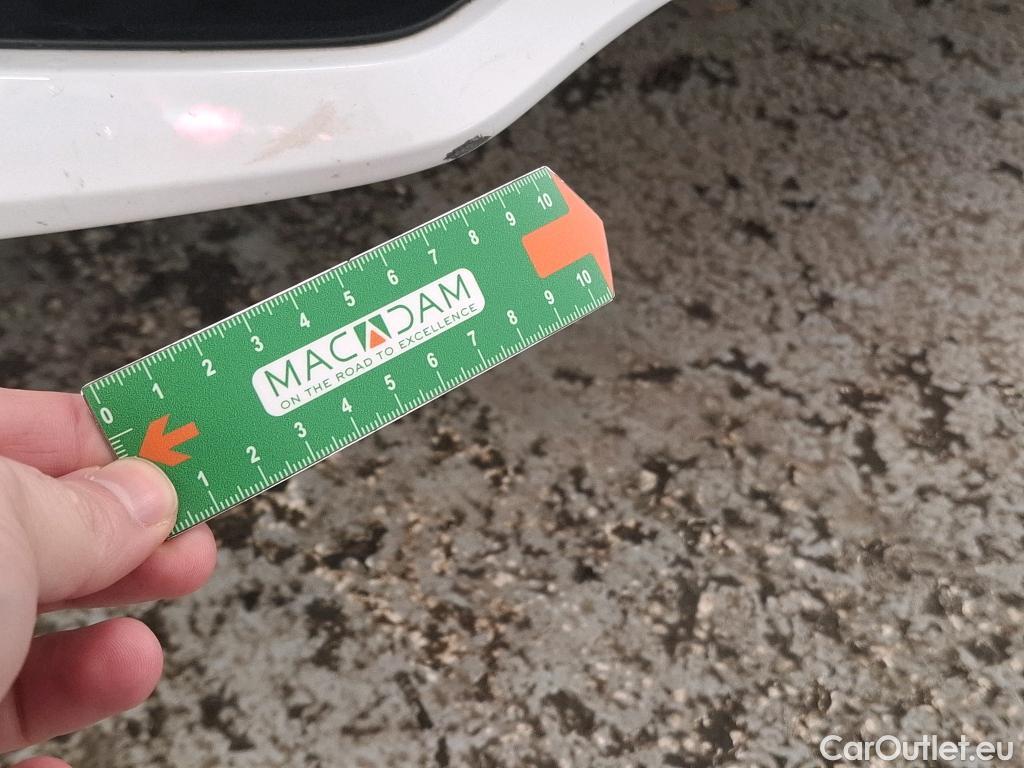 0 1 2 3 4 5 6 7 8 9 10
MACADAM
ON THE ROAD TO EXCELLENCE
1 2 3 4 5 6 7 8 9 10
CarOutlet.eu